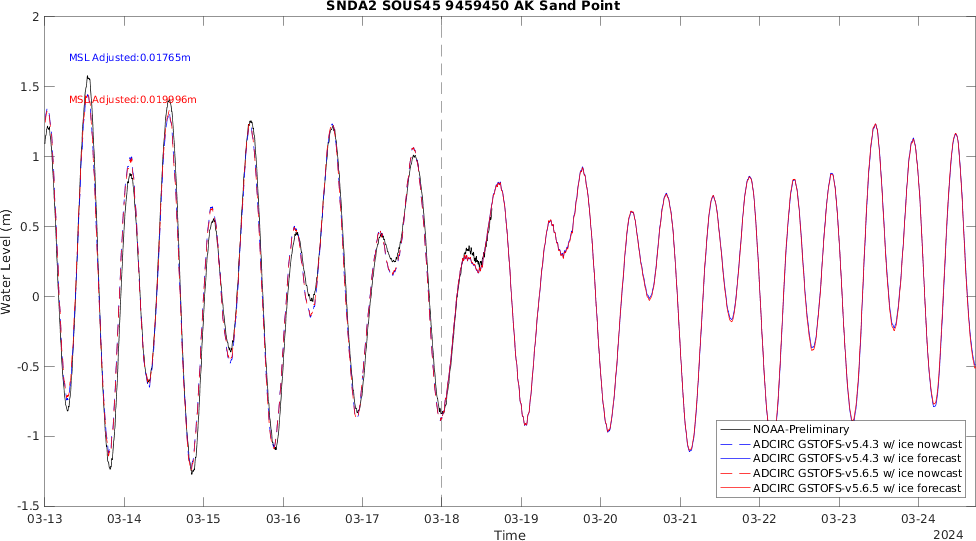 SNDA2 SOUS45 9459450 AK Sand Point
MSL Adjusted:0.01765m
MSL Adjusted:0.019996m
Water Level (m)
2
1.5
1
0.5
0
-0.5
-1
-1.5
NOAA-Preliminary
ADCIRC GSTOFS-v5.4.3 w/ ice nowcast
ADCIRC GSTOFS-v5.4.3 w/ ice forecast
ADCIRC GSTOFS-v5.6.5 w/ ice nowcast
ADCIRC GSTOFS-v5.6.5 w/ ice forecast
03-13 03-14 03-15 03-16 03-17 03-18 03-19 03-20 03-21 03-22 03-23 03-24
Time
2024